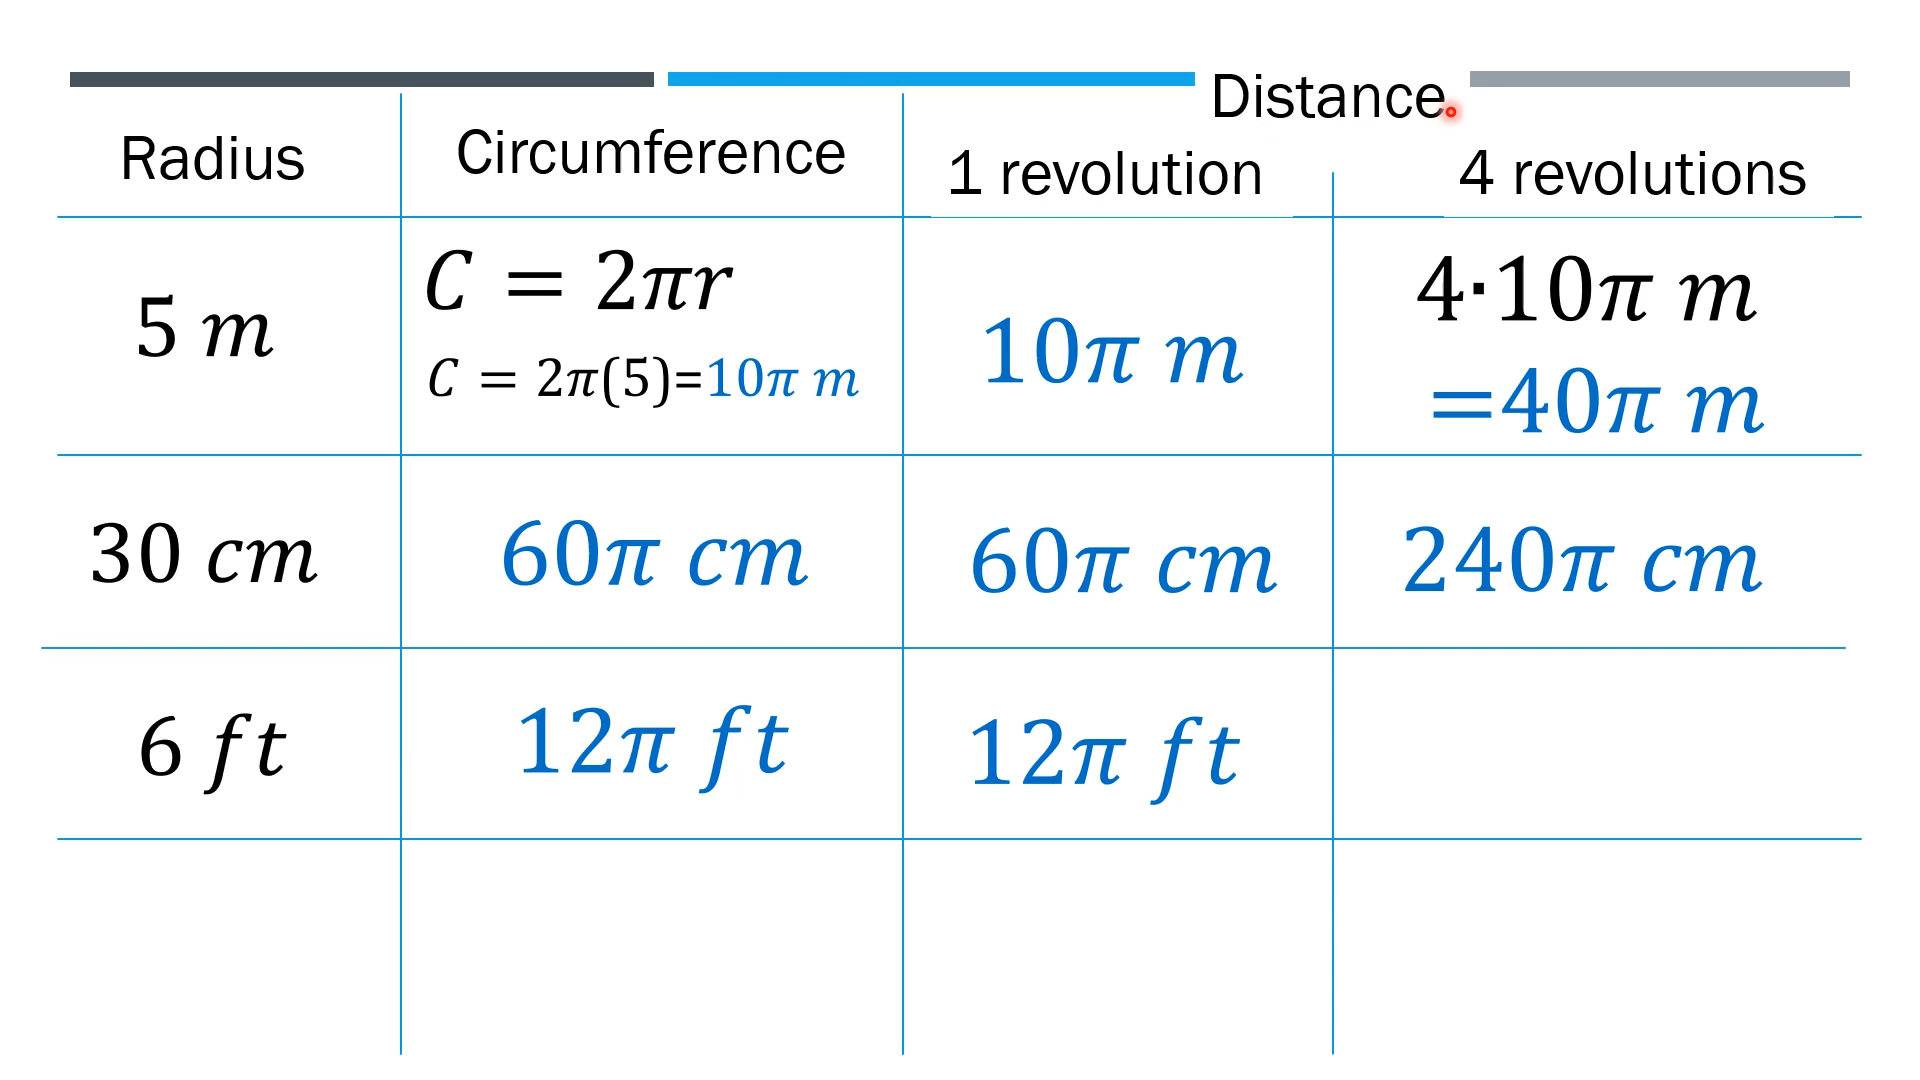 Distance
Radius
Circumference
1 revolution
4 revolutions
5 m
C = 2πr
C = 2π(5)=10π m
10π m
4·10π m
=40π m
30 cm
60π cm
60π cm
240π cm
6 ft
12π ft
12π ft